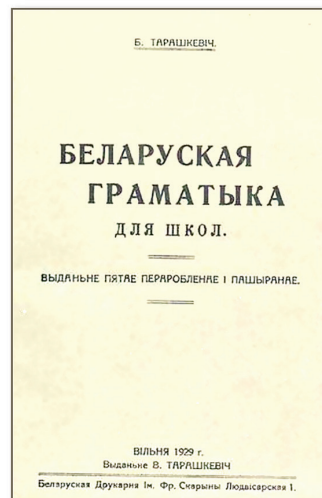 Б. ТАРАШКЕВІЧ.
БЕЛАРУСКАЯ
ГРАМАТЫКА
ДЛЯ ШКОЛ.
ВЫДАНЬНЕ ПЯТАЕ ПЕРАРОБЛЕНАЕ І ПАШЫРАНАЕ.
ВІЛЬНЯ 1929 г.
Выданьне В. ТАРАШКЕВІЧ
Беларуская Друкарня Ім. Фр. Скарыны Людвісарская 1.